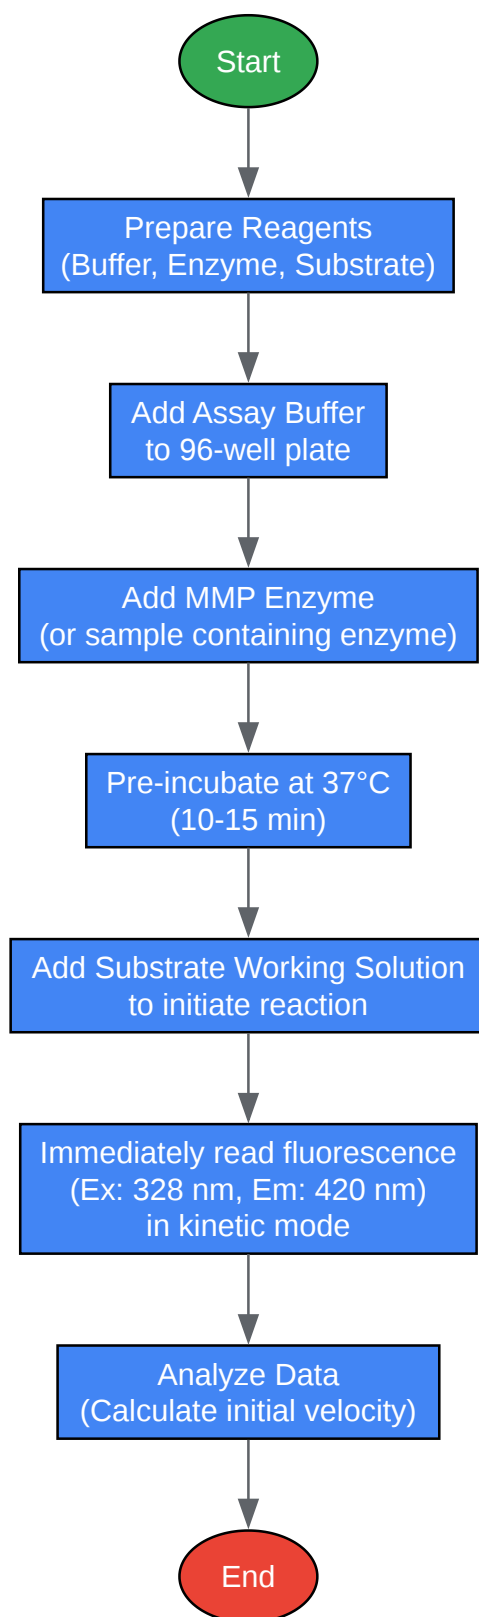 Start
Prepare Reagents
(Buffer, Enzyme, Substrate)
Add Assay Buffer
to 96-well plate
Add MMP Enzyme
(or sample containing enzyme)
Pre-incubate at 37°C
(10-15 min)
Add Substrate Working Solution
to initiate reaction
Immediately read fluorescence
(Ex: 328 nm, Em: 420 nm)
in kinetic mode
Analyze Data
(Calculate initial velocity)
End